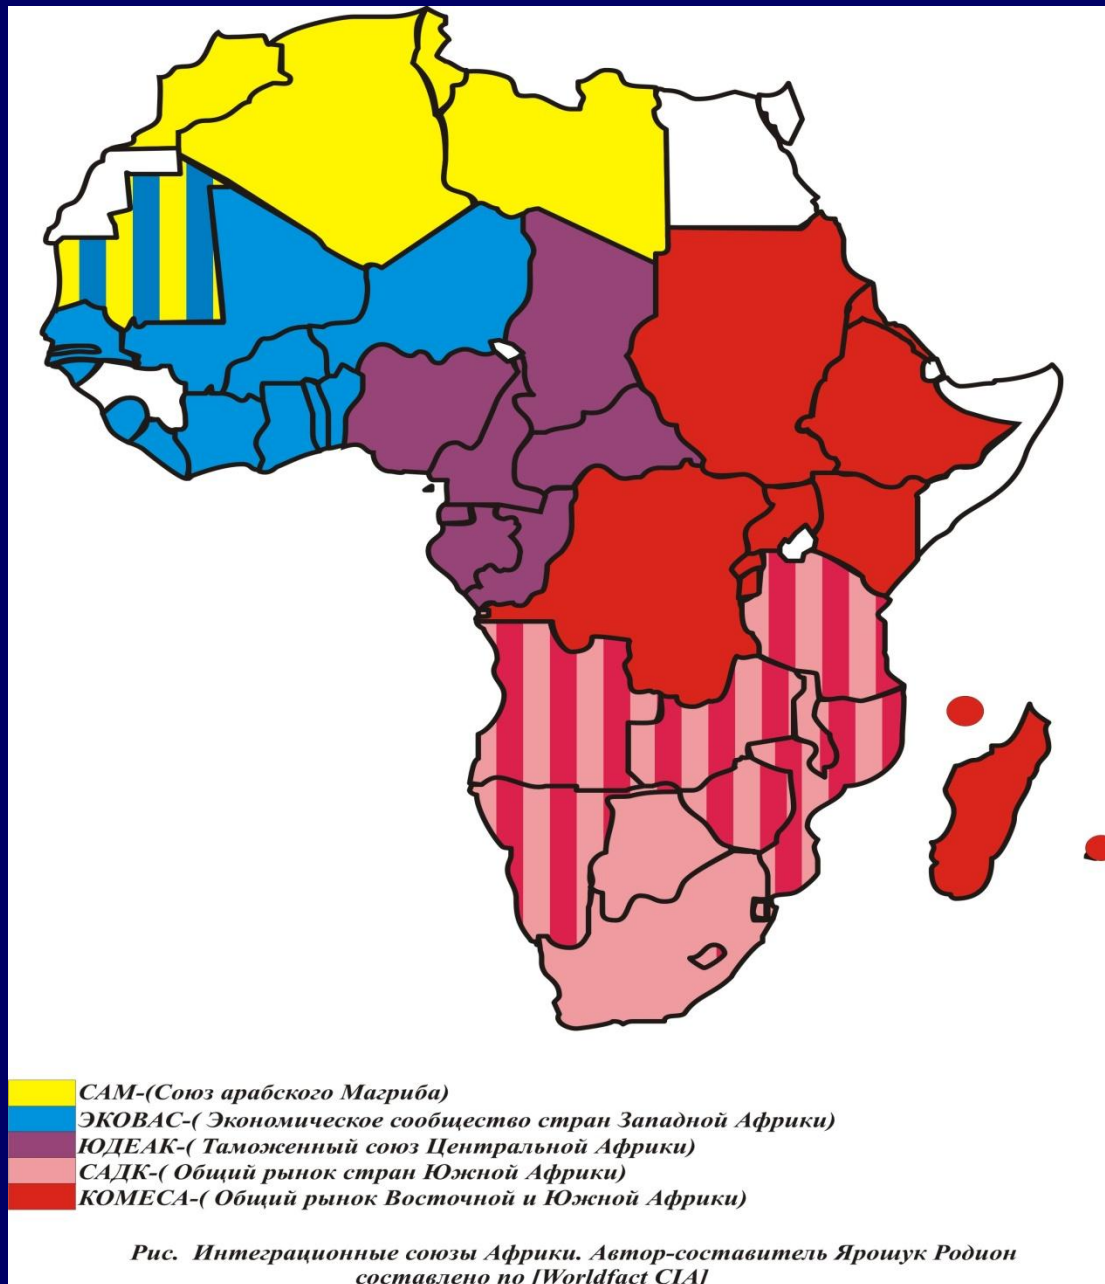 САМ-(Союз арабского Магриба)
ЭКОВАС-( Экономическое сообщество стран Западной Африки)
ЮДЕАК-( Таможенный союз Центральной Африки)
САДК-( Общий рынок стран Южной Африки)
КОМЕСА-( Общий рынок Восточной и Южной Африки)
Рис. Интеграционные союзы Африки. Автор-составитель Ярошук Родион
составлено по [Worldfact CIA]